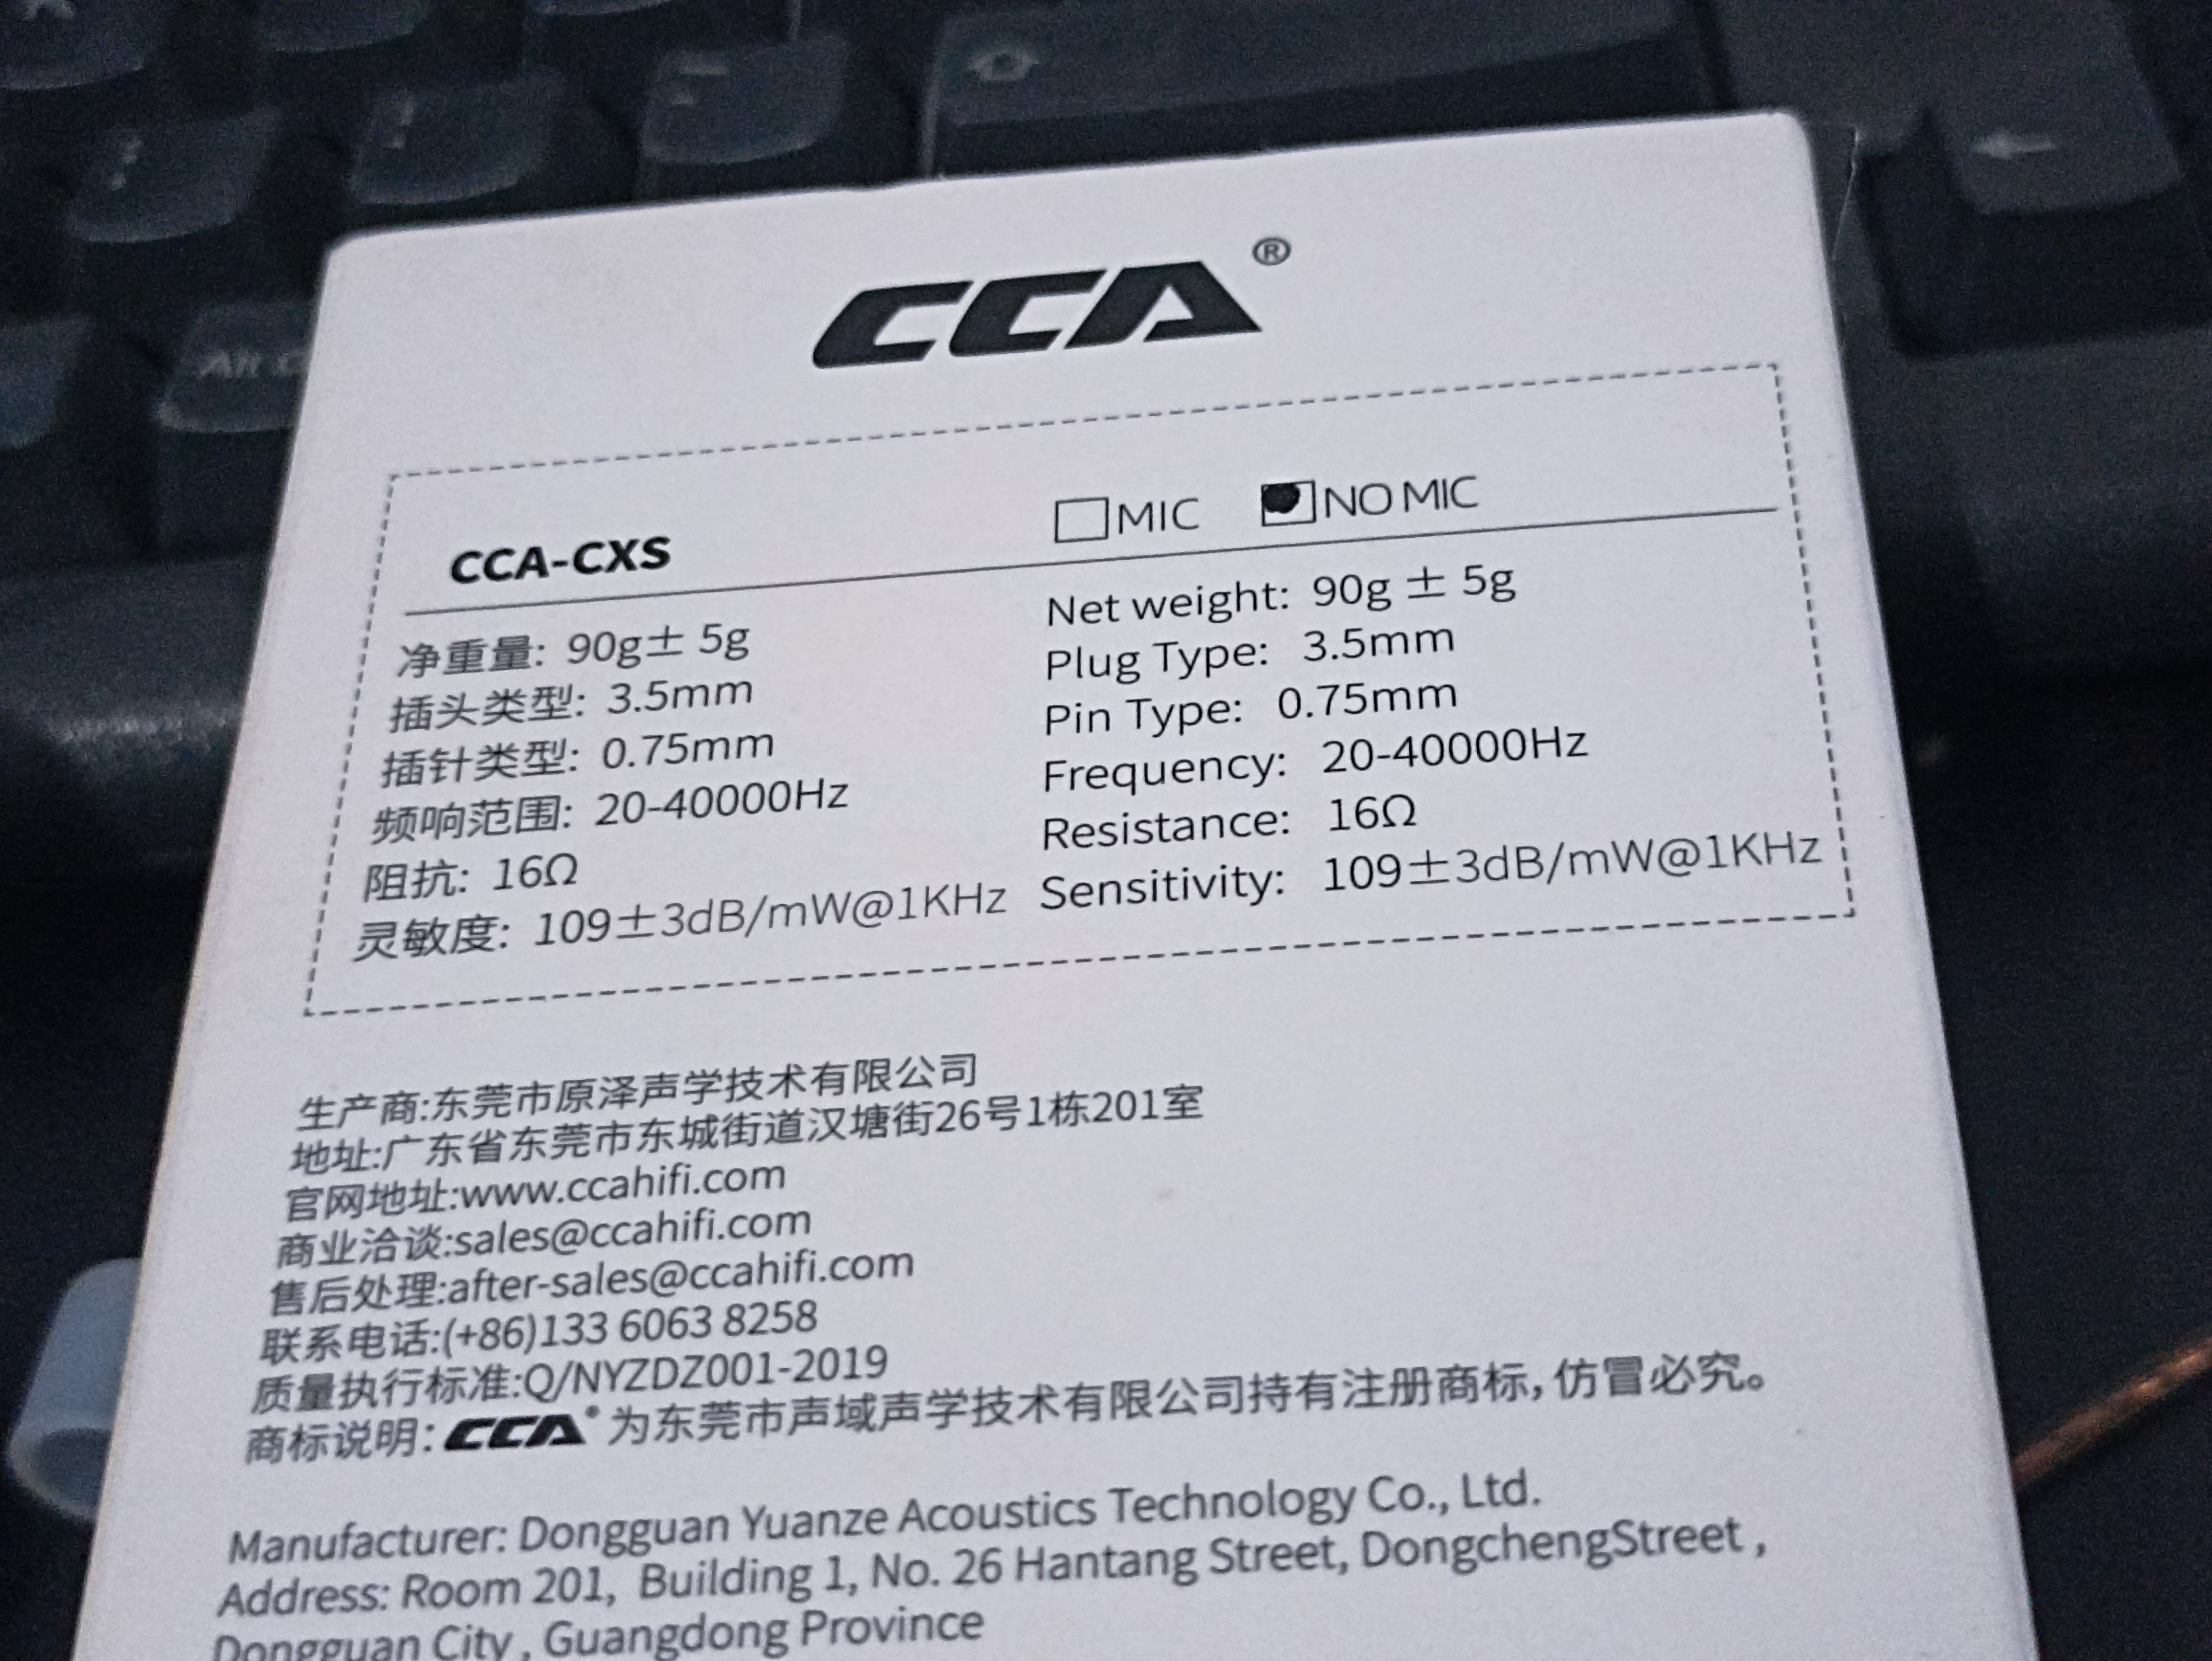 CCA®
MIC NO MIC
CCA-CXS
净重量: 90g± 5g
插头类型: 3.5mm
插针类型: 0.75mm
频响范围: 20-40000Hz
阻抗: 16Ω
灵敏度: 109±3dB/mW@1KHz
Net weight: 90g ± 5g
Plug Type: 3.5mm
Pin Type: 0.75mm
Frequency: 20-40000Hz
Resistance: 16Ω
Sensitivity: 109±3dB/mW@1KHz
生产商:东莞市原泽声学技术有限公司
地址:广东省东莞市东城街道汉塘街26号1栋201室
官网地址:www.ccahifi.com
商业洽谈:sales@ccahifi.com
售后处理:after-sales@ccahifi.com
联系电话:(+86)133 6063 8258
质量执行标准:Q/NYZDZ001-2019
商标说明: CCA® 为东莞市声域声学技术有限公司持有注册商标,仿冒必究。
Manufacturer: Dongguan Yuanze Acoustics Technology Co., Ltd.
Address: Room 201, Building 1, No. 26 Hantang Street, DongchengStreet ,
Dongguan City , Guangdong Province